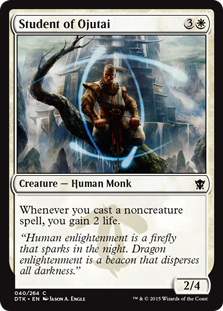 Student of Ojutai 3
Creature — Human Monk
Whenever you cast a noncreature
spell, you gain 2 life.
“Human enlightenment is a firefly
that sparks in the night. Dragon
enlightenment is a beacon that disperses
all darkness.”
2/4
040/264 C
DTK • EN JASON A. ENGLE
™ & © 2015 Wizards of the Coast